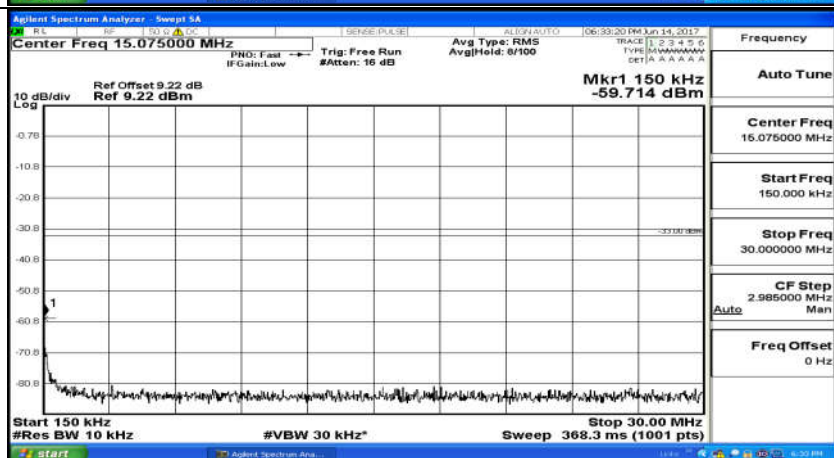 Agilent Spectrum Analyzer - Swept SA
RL RF 50 Ω DC SENSE:PULSE ALIGN AUTO 06:33:20 PM Jun 14, 2017
Center Freq 15.075000 MHz
PNO: Fast
IFGain:Low
Trig: Free Run
#Atten: 16 dB
Avg Type: RMS
Avg|Hold: 8/100
TRACE 1 2 3 4 5 6
TYPE M
DET A A A A A A
Frequency
Mkr1 150 kHz
-59.714 dBm
Ref Offset 9.22 dB
Ref 9.22 dBm
10 dB/div
Log
Auto Tune
-0.78
-10.8
-20.8
-30.8
-40.8
-50.8
-60.8
-70.8
-80.8
-33.00 dBm
1
Center Freq
15.075000 MHz
Start Freq
150.000 kHz
Stop Freq
30.000000 MHz
CF Step
2.985000 MHz
Auto Man
Freq Offset
0 Hz
Start 150 kHz
Stop 30.00 MHz
#Res BW 10 kHz #VBW 30 kHz* Sweep 368.3 ms (1001 pts)
start
Agilent Spectrum Ana...
6:33 PM